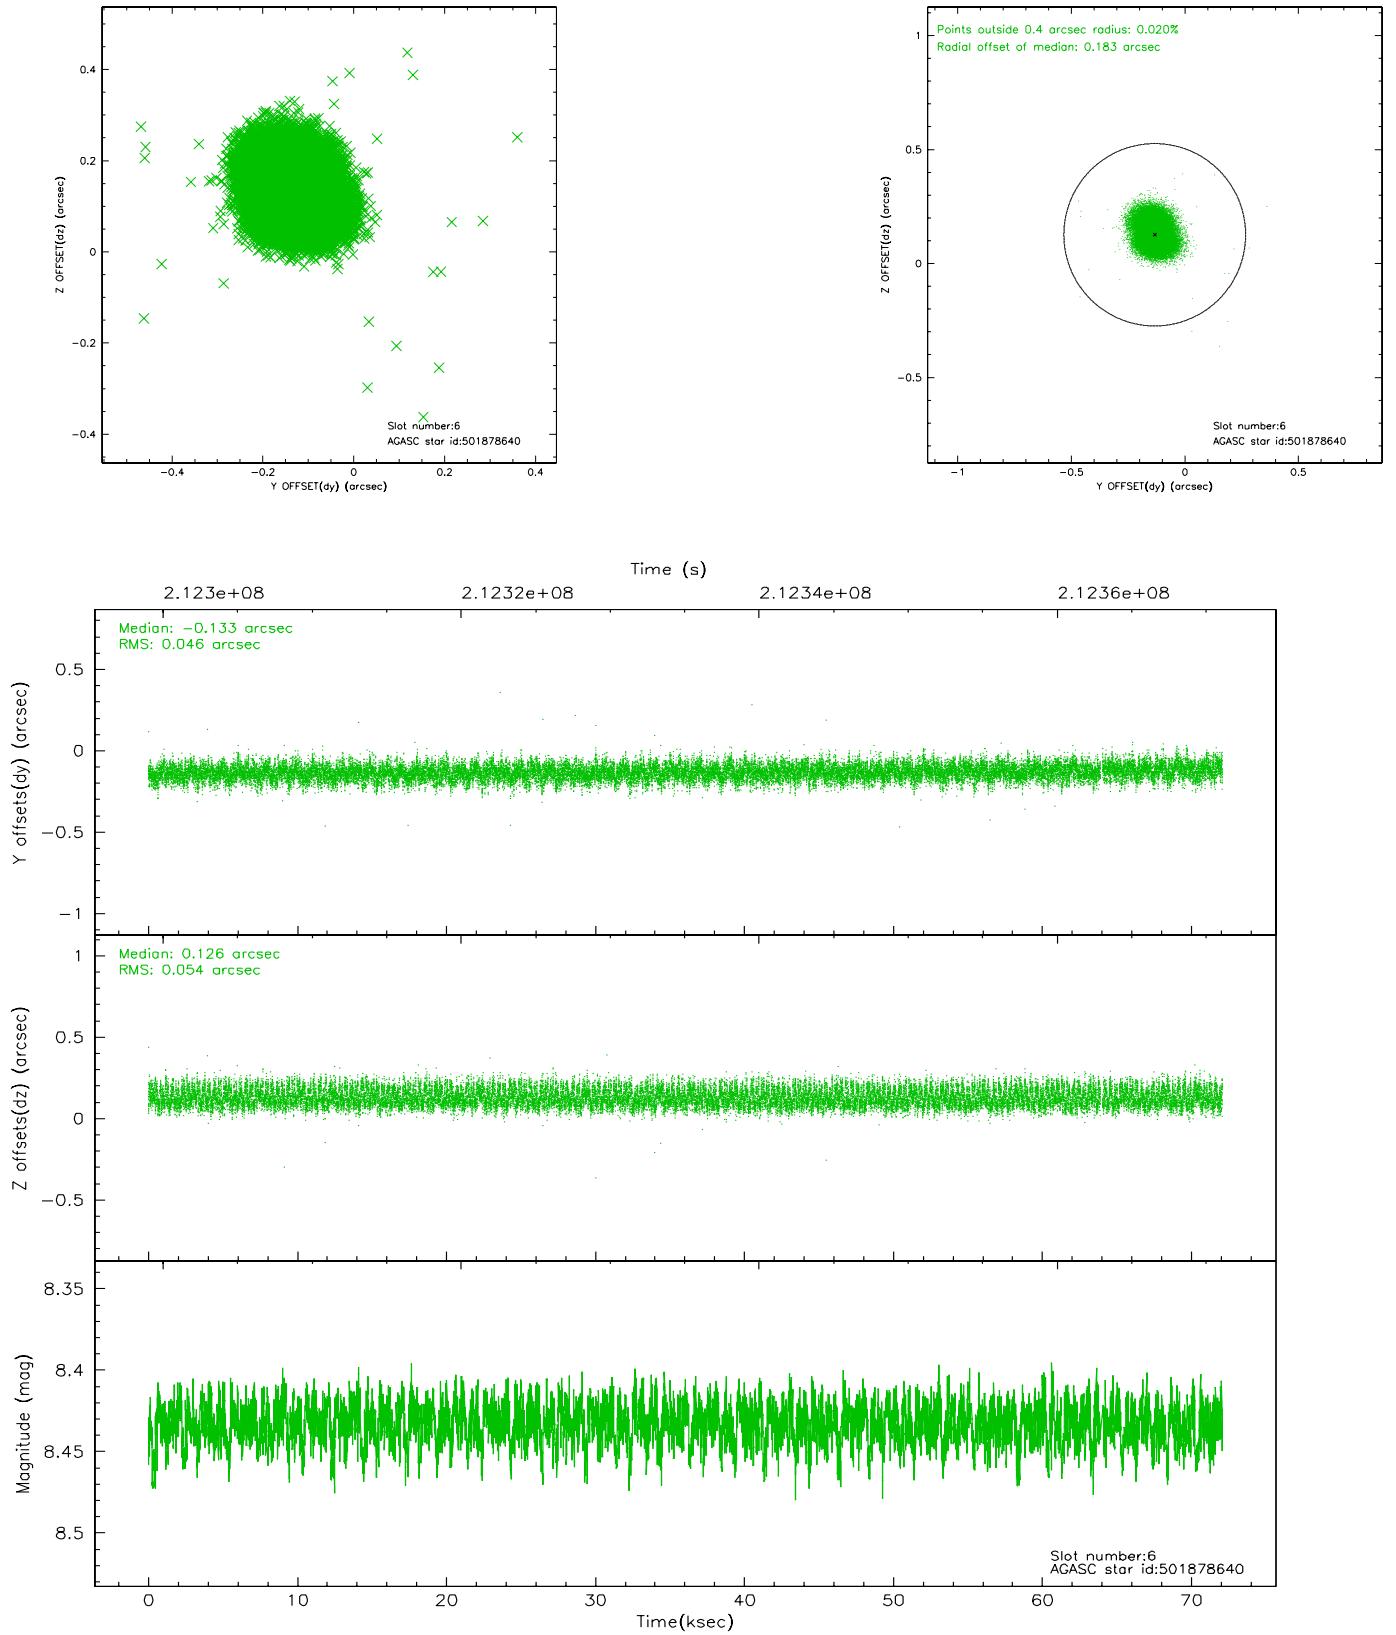 0.4
0.2
0
-0.2
-0.4
Z OFFSET(dz) (arcsec)
Slot number:6
AGASC star id:501878640
-0.4 -0.2 0 0.2 0.4
Y OFFSET(dy) (arcsec)
Points outside 0.4 arcsec radius: 0.020%
Radial offset of median: 0.183 arcsec
1
0.5
0
-0.5
Z OFFSET(dz) (arcsec)
Slot number:6
AGASC star id:501878640
-1 -0.5 0 0.5
Y OFFSET(dy) (arcsec)
Time (s)
2.123e+08 2.1232e+08 2.1234e+08 2.1236e+08
Median: -0.133 arcsec
RMS: 0.046 arcsec
0.5
0
-0.5
-1
Y offsets(dy) (arcsec)
Median: 0.126 arcsec
RMS: 0.054 arcsec
1
0.5
0
-0.5
Z offsets(dz) (arcsec)
8.35
8.4
8.45
8.5
Magnitude (mag)
Slot number:6
AGASC star id:501878640
0 10 20 30 40 50 60 70
Time(ksec)